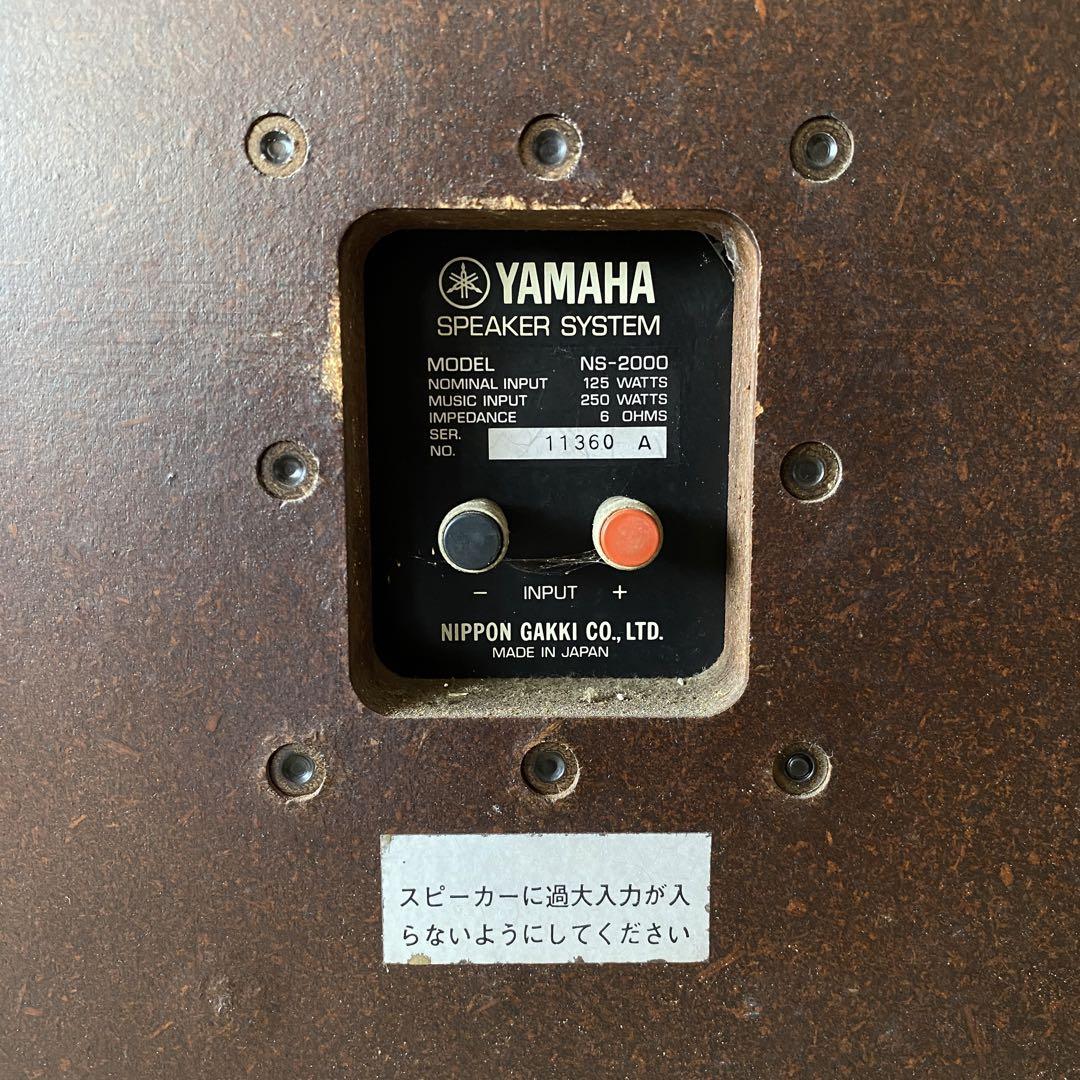 YAMAHA
SPEAKER SYSTEM
MODEL NS-2000
NOMINAL INPUT 125 WATTS
MUSIC INPUT 250 WATTS
IMPEDANCE 6 OHMS
SER. NO. 11360 A
− INPUT +
NIPPON GAKKI CO., LTD.
MADE IN JAPAN
スピーカーに過大入力が入
らないようにしてください